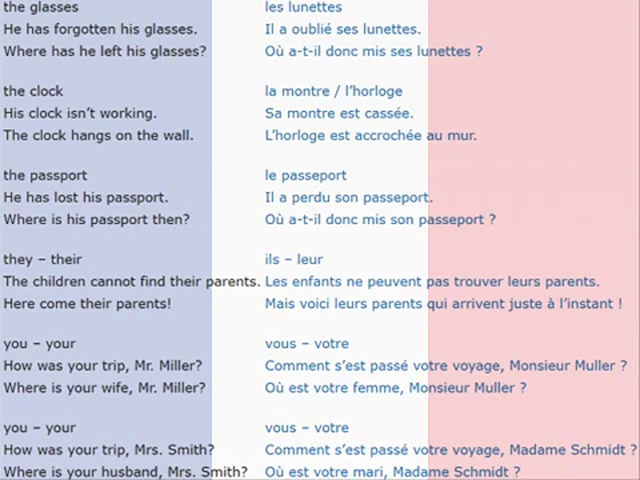 the glasses les lunettes
He has forgotten his glasses. Il a oublié ses lunettes.
Where has he left his glasses? Où a-t-il donc mis ses lunettes ?
the clock la montre / l’horloge
His clock isn’t working. Sa montre est cassée.
The clock hangs on the wall. L’horloge est accrochée au mur.
the passport le passeport
He has lost his passport. Il a perdu son passeport.
Where is his passport then? Où a-t-il donc mis son passeport ?
they – their ils – leur
The children cannot find their parents. Les enfants ne peuvent pas trouver leurs parents.
Here come their parents! Mais voici leurs parents qui arrivent juste à l’instant !
you – your vous – votre
How was your trip, Mr. Miller? Comment s’est passé votre voyage, Monsieur Muller ?
Where is your wife, Mr. Miller? Où est votre femme, Monsieur Muller ?
you – your vous – votre
How was your trip, Mrs. Smith? Comment s’est passé votre voyage, Madame Schmidt ?
Where is your husband, Mrs. Smith? Où est votre mari, Madame Schmidt ?